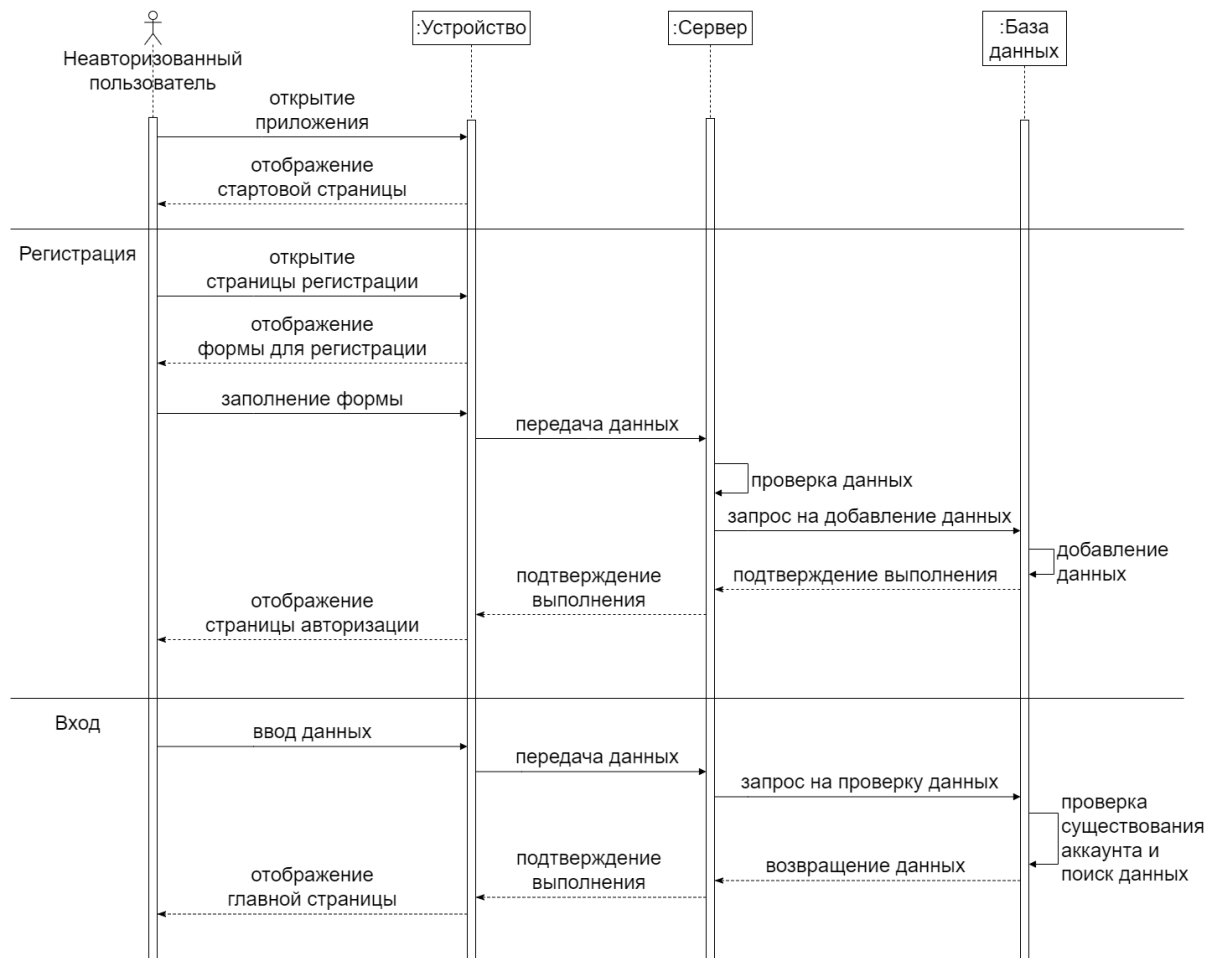 :Устройство
:Сервер
:База
данных
Неавторизованный
пользователь
открытие
приложения
отображение
стартовой страницы
Регистрация
открытие
страницы регистрации
отображение
формы для регистрации
заполнение формы
передача данных
проверка данных
запрос на добавление данных
добавление
данных
подтверждение выполнения
подтверждение
выполнения
отображение
страницы авторизации
Вход
ввод данных
передача данных
запрос на проверку данных
проверка
существования
аккаунта и
поиск данных
возвращение данных
подтверждение
выполнения
отображение
главной страницы